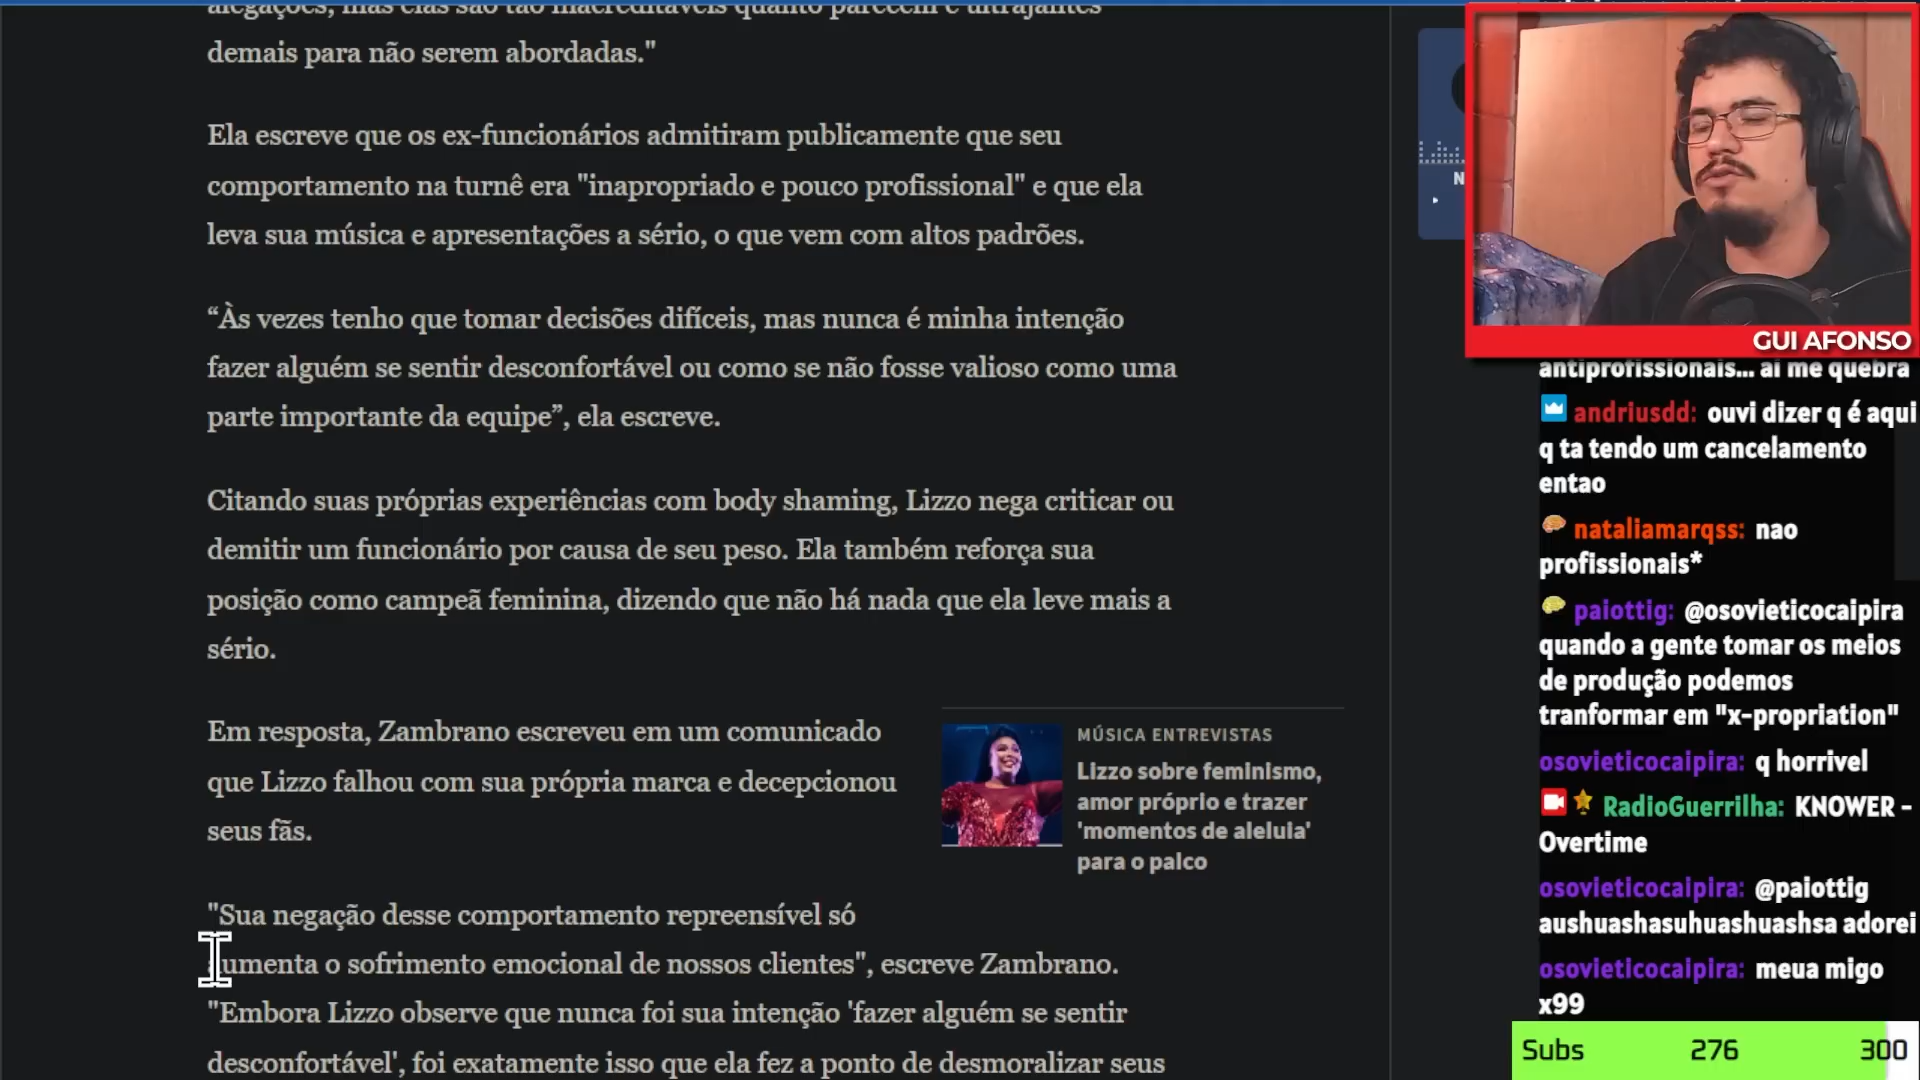 alegações, mas elas são tão inacreditáveis quanto parecem e ultrajantes
demais para não serem abordadas."
Ela escreve que os ex-funcionários admitiram publicamente que seu
comportamento na turnê era "inapropriado e pouco profissional" e que ela
leva sua música e apresentações a sério, o que vem com altos padrões.
“Às vezes tenho que tomar decisões difíceis, mas nunca é minha intenção
fazer alguém se sentir desconfortável ou como se não fosse valioso como uma
parte importante da equipe”, ela escreve.
Citando suas próprias experiências com body shaming, Lizzo nega criticar ou
demitir um funcionário por causa de seu peso. Ela também reforça sua
posição como campeã feminina, dizendo que não há nada que ela leve mais a
sério.
Em resposta, Zambrano escreveu em um comunicado
que Lizzo falhou com sua própria marca e decepcionou
seus fãs.
MÚSICA ENTREVISTAS
Lizzo sobre feminismo,
amor próprio e trazer
'momentos de aleluia'
para o palco
"Sua negação desse comportamento repreensível só
aumenta o sofrimento emocional de nossos clientes", escreve Zambrano.
"Embora Lizzo observe que nunca foi sua intenção 'fazer alguém se sentir
desconfortável', foi exatamente isso que ela fez a ponto de desmoralizar seus
N
GUI AFONSO
antiprofissionais... ai me quebra
andriusdd: ouvi dizer q é aqui
q ta tendo um cancelamento
entao
nataliamarqss: nao
profissionais*
paiottig: @osovieticocaipira
quando a gente tomar os meios
de produção podemos
tranformar em "x-propriation"
osovieticocaipira: q horrivel
RadioGuerrilha: KNOWER -
Overtime
osovieticocaipira: @paiottig
aushuashasuhuashuashsa adorei
osovieticocaipira: meua migo
x99
Subs 276 300